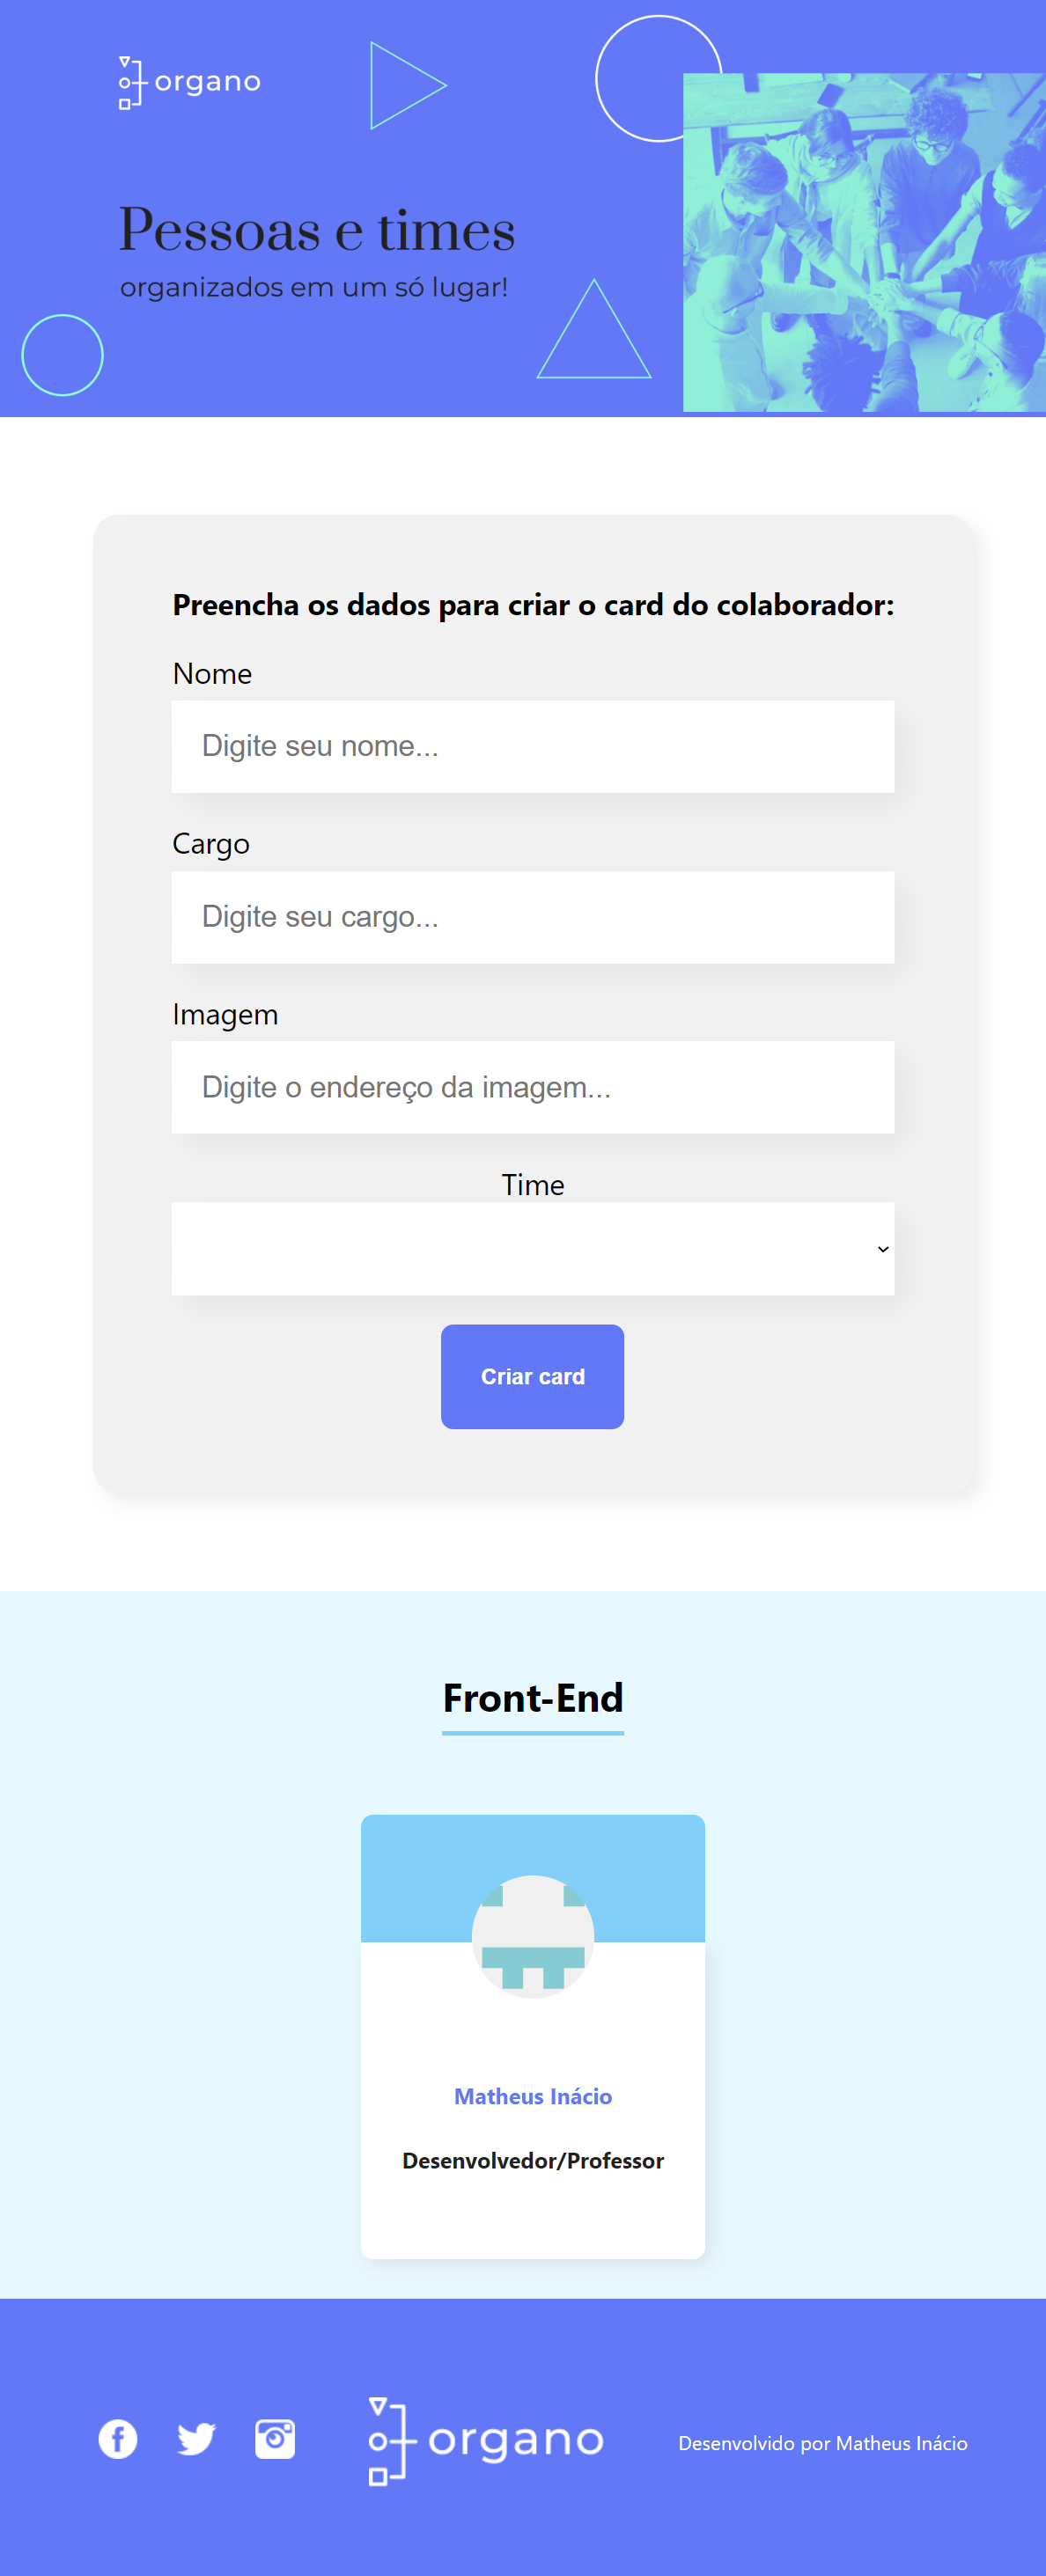 organo
Pessoas e times
organizados em um só lugar!
Preencha os dados para criar o card do colaborador:
Nome
Digite seu nome...
Cargo
Digite seu cargo...
Imagem
Digite o endereço da imagem...
Time
Criar card
Front-End
Matheus Inácio
Desenvolvedor/Professor
organo
Desenvolvido por Matheus Inácio